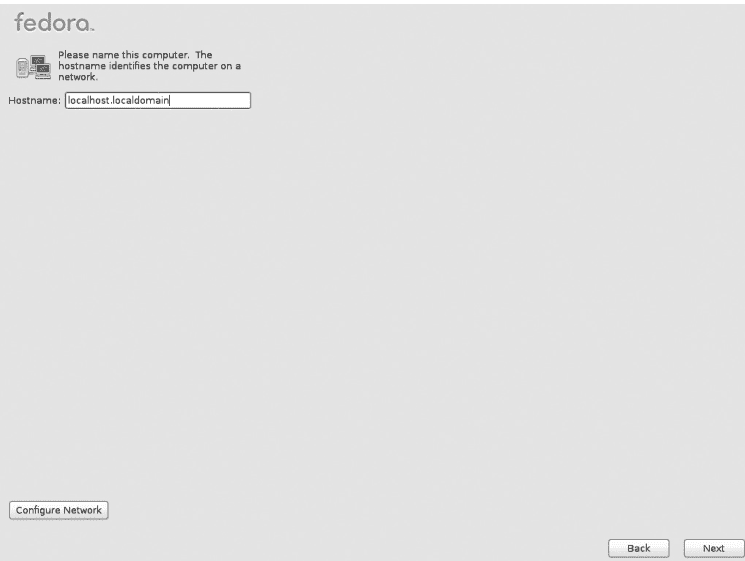 fedora.
Please name this computer. The
hostname identifies the computer on a
network.
Hostname: localhost.localdomain
Configure Network
Back Next